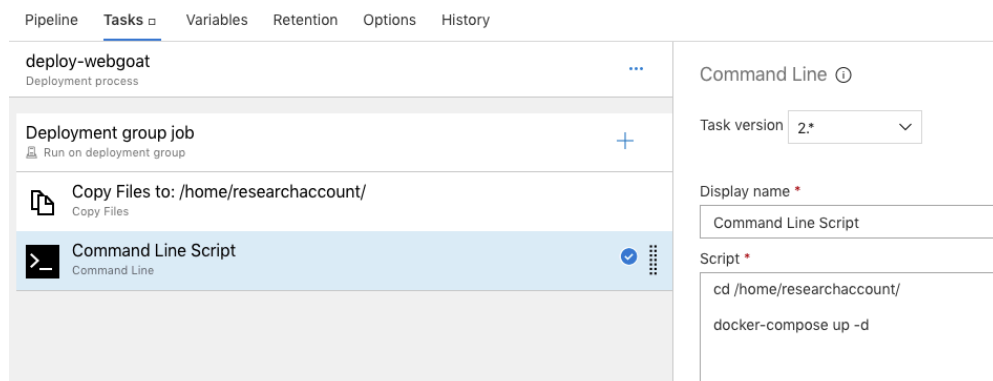 Pipeline Tasks Variables Retention Options History
deploy-webgoat
Deployment process
...
Deployment group job
Run on deployment group
Copy Files to: /home/researchaccount/
Copy Files
Command Line Script
Command Line
Command Line
Task version 2.*
Display name *
Command Line Script
Script *
cd /home/researchaccount/
docker-compose up -d